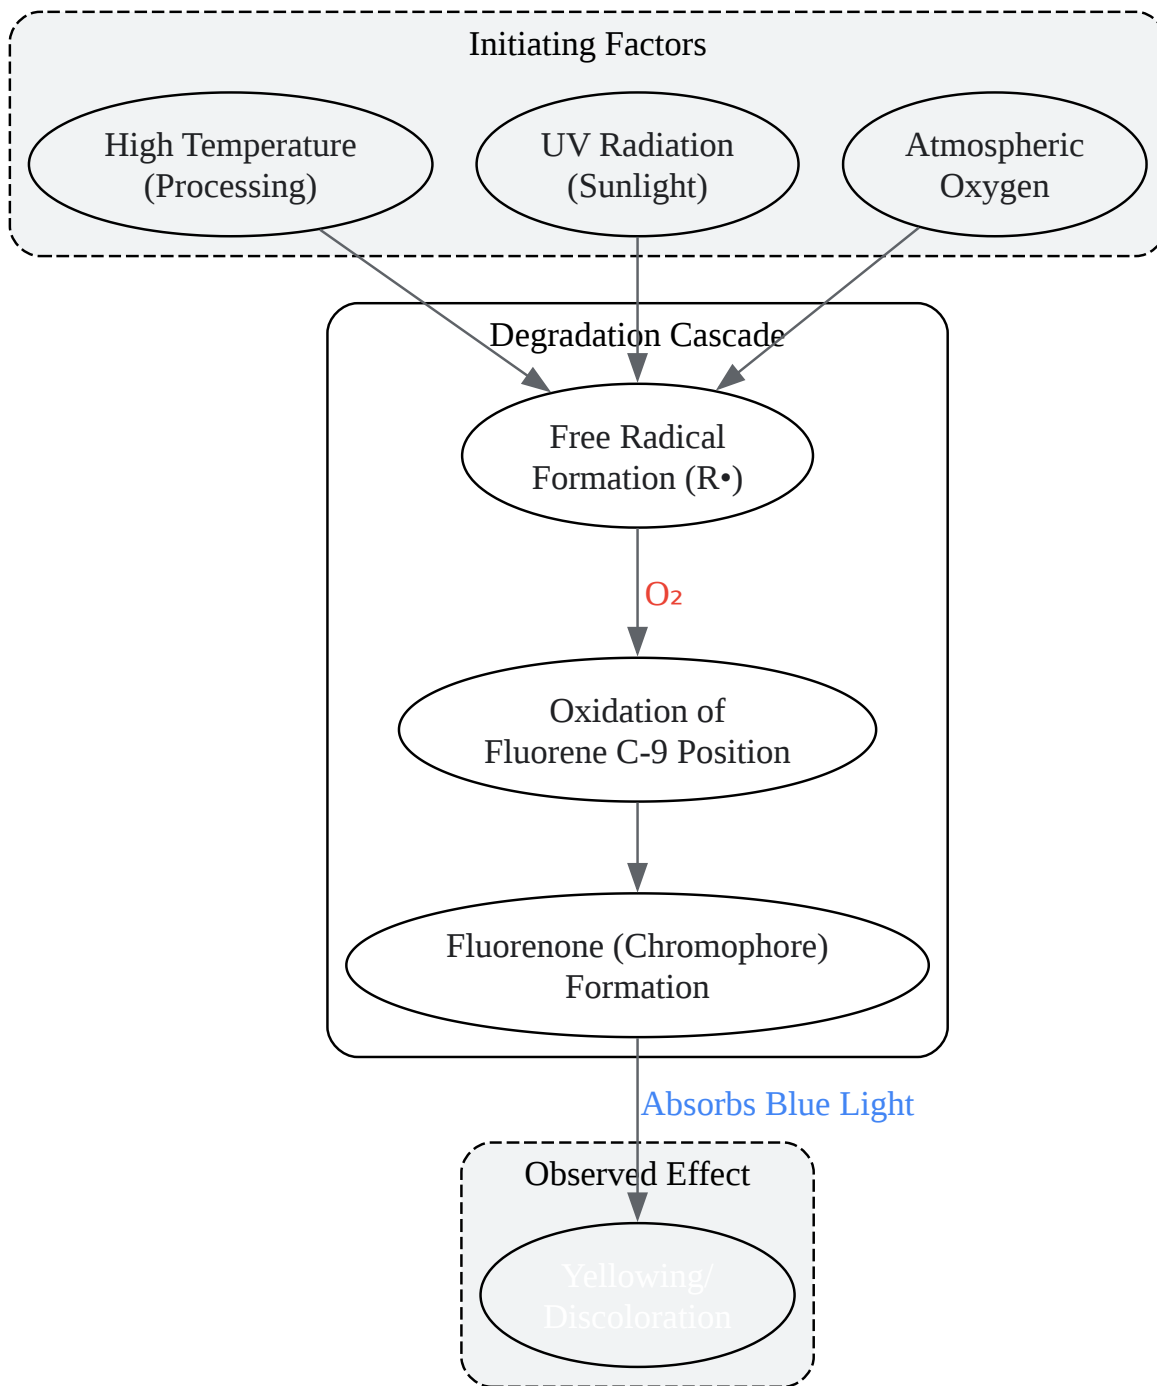 Initiating Factors
High Temperature
(Processing)
UV Radiation
(Sunlight)
Atmospheric
Oxygen
Degradation Cascade
Free Radical
Formation (R•)
O₂
Oxidation of
Fluorene C-9 Position
Fluorenone (Chromophore)
Formation
Absorbs Blue Light
Observed Effect
Yellowing/
Discoloration